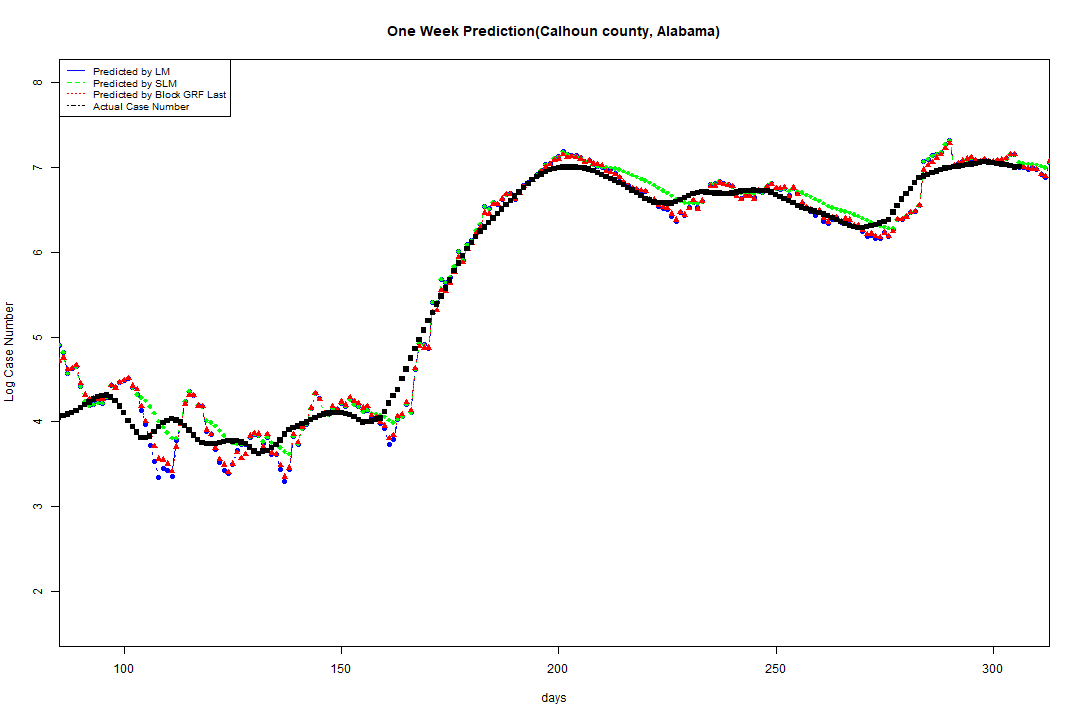 One Week Prediction(Calhoun county, Alabama)
Predicted by LM
Predicted by SLM
Predicted by Block GRF Last
Actual Case Number
8
7
6
5
4
3
2
Log Case Number
100 150 200 250 300
days